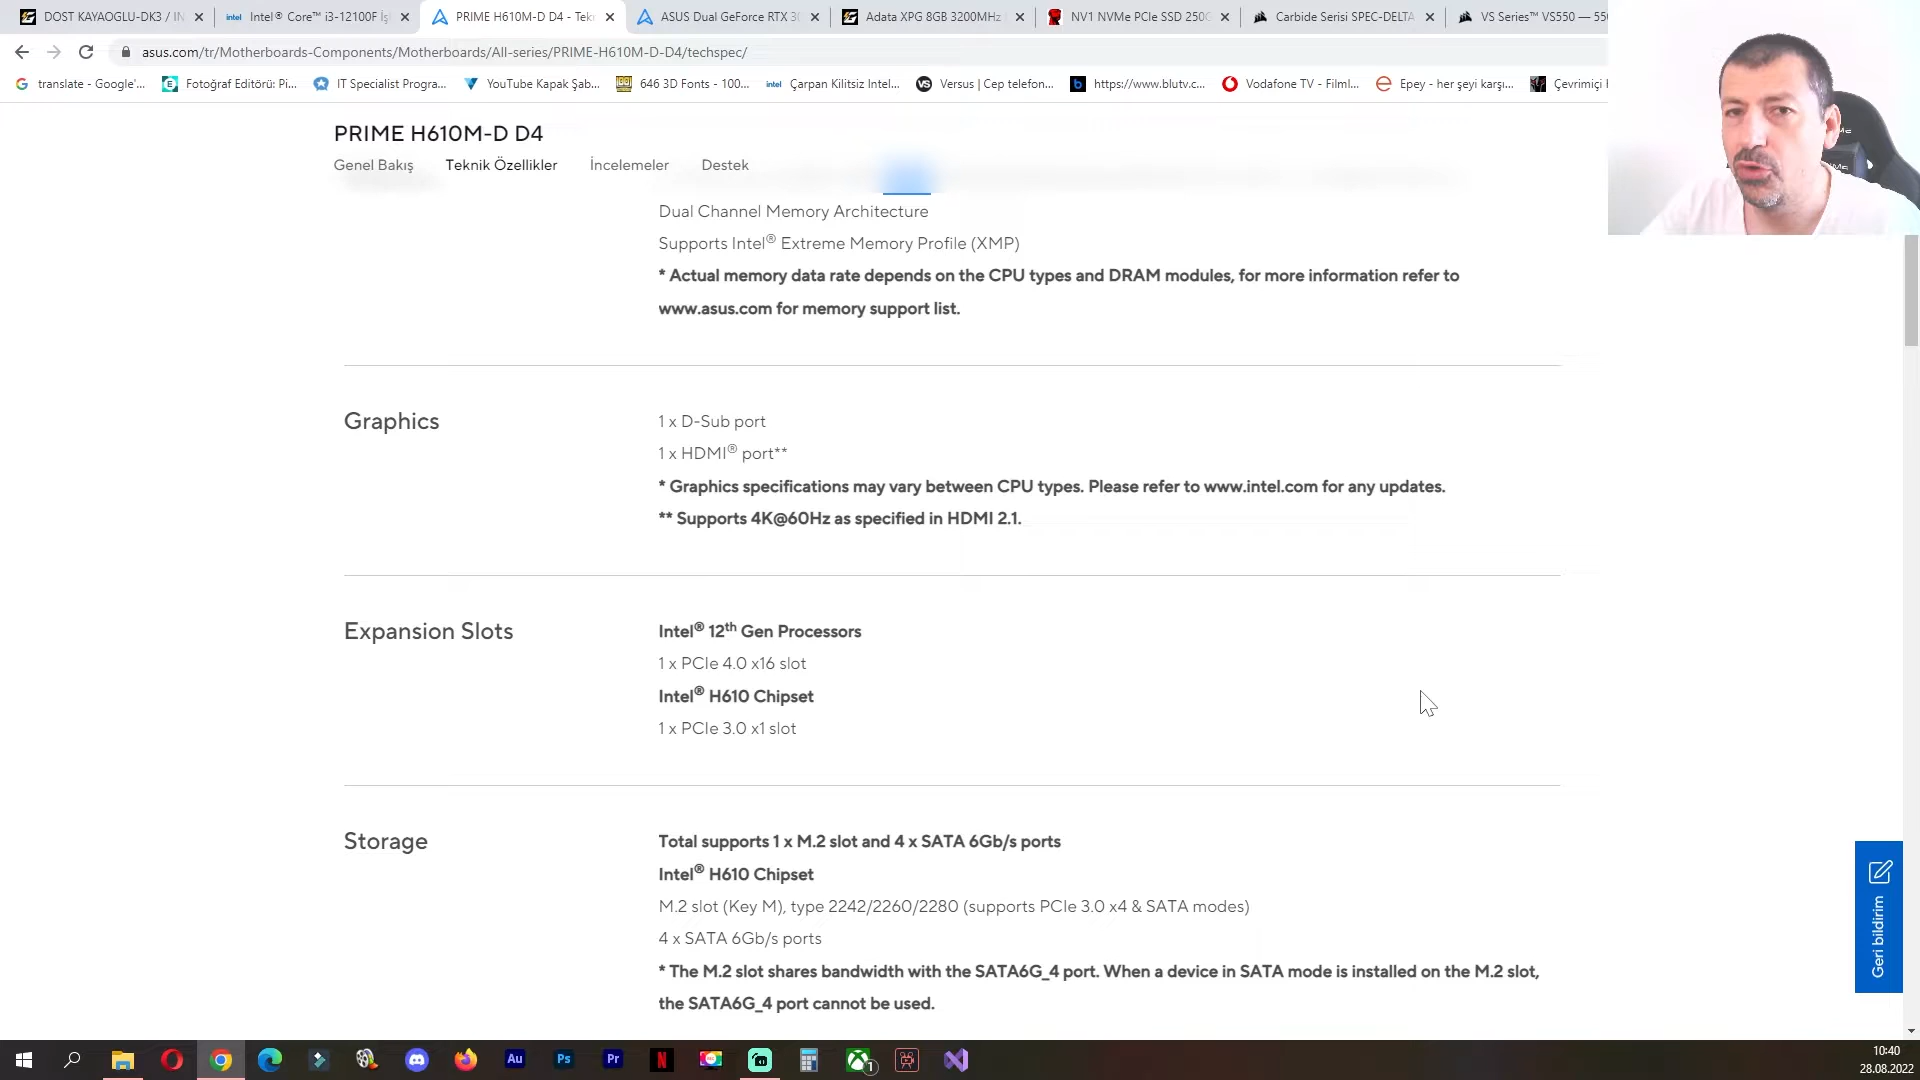 DOST KAYAOGLU-DK3 / IN
Intel® Core™ i3-12100F İş
PRIME H610M-D D4 - Tek
ASUS Dual GeForce RTX 30
Adata XPG 8GB 3200MHz
NV1 NVMe PCIe SSD 250G
Carbide Serisi SPEC-DELTA
VS Series™ VS550 — 550
asus.com/tr/Motherboards-Components/Motherboards/All-series/PRIME-H610M-D-D4/techspec/
translate - Google'...
Fotoğraf Editörü: Pi...
IT Specialist Progra...
YouTube Kapak Şab...
646 3D Fonts - 100...
Çarpan Kilitsiz Intel...
Versus | Cep telefon...
https://www.blutv.c...
Vodafone TV - Filml...
Epey - her şeyi karşı...
Çevrimiçi
PRIME H610M-D D4
Genel Bakış Teknik Özellikler İncelemeler Destek
Dual Channel Memory Architecture
Supports Intel® Extreme Memory Profile (XMP)
* Actual memory data rate depends on the CPU types and DRAM modules, for more information refer to
www.asus.com for memory support list.
Graphics
1 x D-Sub port
1 x HDMI® port**
* Graphics specifications may vary between CPU types. Please refer to www.intel.com for any updates.
** Supports 4K@60Hz as specified in HDMI 2.1.
Expansion Slots
Intel® 12th Gen Processors
1 x PCIe 4.0 x16 slot
Intel® H610 Chipset
1 x PCIe 3.0 x1 slot
Storage
Total supports 1 x M.2 slot and 4 x SATA 6Gb/s ports
Intel® H610 Chipset
M.2 slot (Key M), type 2242/2260/2280 (supports PCIe 3.0 x4 & SATA modes)
4 x SATA 6Gb/s ports
* The M.2 slot shares bandwidth with the SATA6G_4 port. When a device in SATA mode is installed on the M.2 slot,
the SATA6G_4 port cannot be used.
Geri bildirim
Au
Ps
Pr
N
1
10:40
28.08.2022